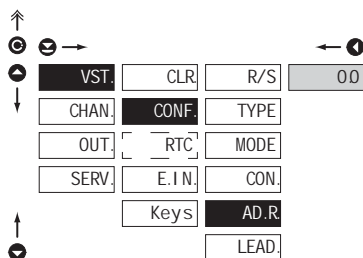 VST. CLR. R/S 00
CHAN. CONF. TYPE
OUT. RTC MODE
SERV. E.IN. CON.
Keys AD.R.
LEAD.